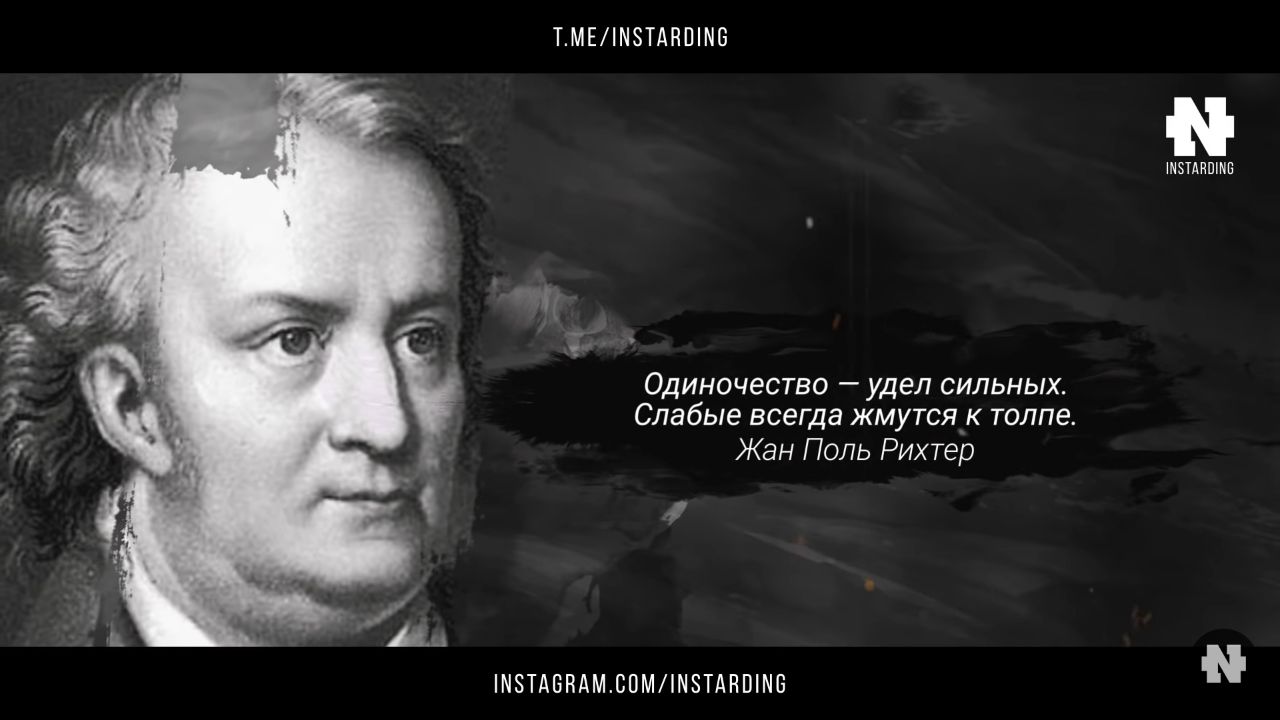 T.ME/INSTARDING
N
INSTARDING
Одиночество — удел сильных.
Слабые всегда жмутся к толпе.
Жан Поль Рихтер
INSTAGRAM.COM/INSTARDING
N